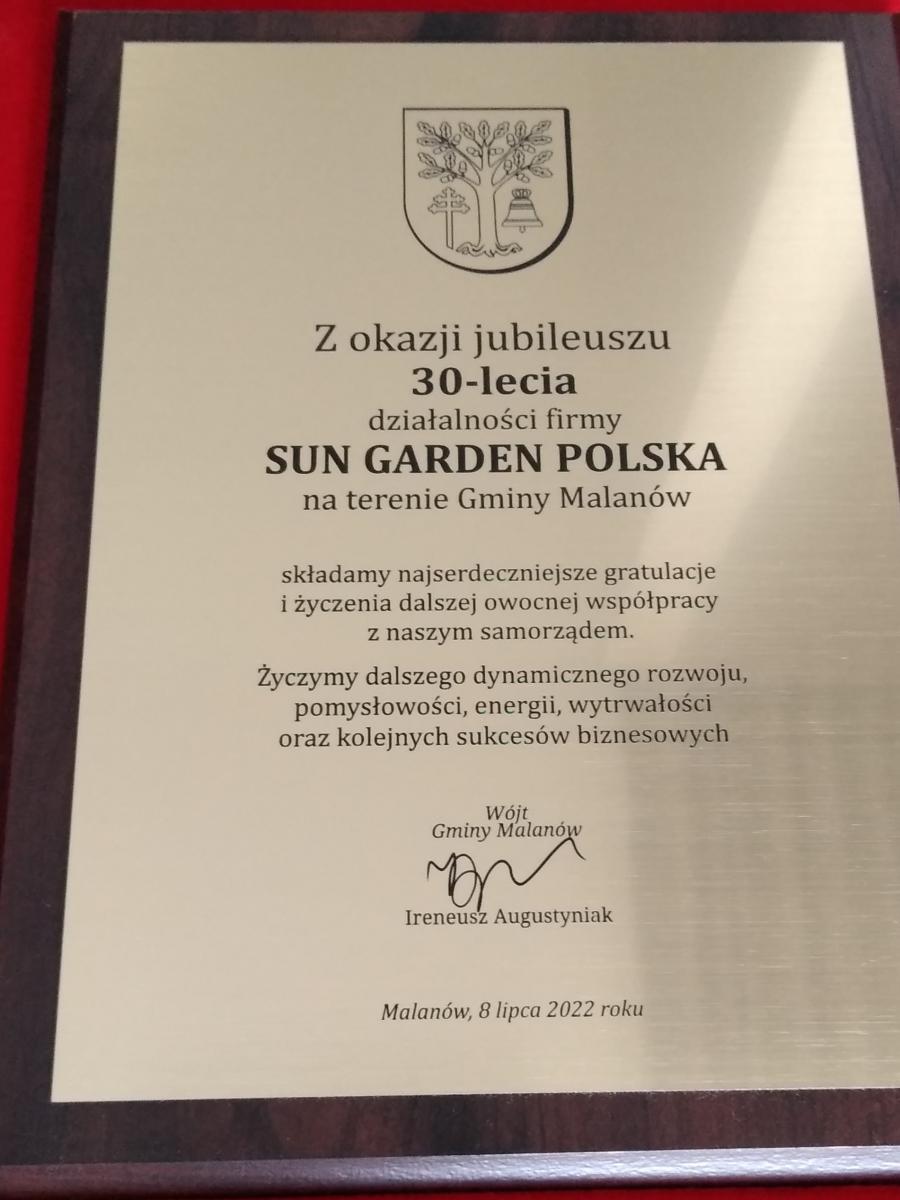 Z okazji jubileuszu
30-lecia
działalności firmy
SUN GARDEN POLSKA
na terenie Gminy Malanów
składamy najserdeczniejsze gratulacje
i życzenia dalszej owocnej współpracy
z naszym samorządem.
Życzymy dalszego dynamicznego rozwoju,
pomysłowości, energii, wytrwałości
oraz kolejnych sukcesów biznesowych
Wójt
Gminy Malanów
Ireneusz Augustyniak
Malanów, 8 lipca 2022 roku